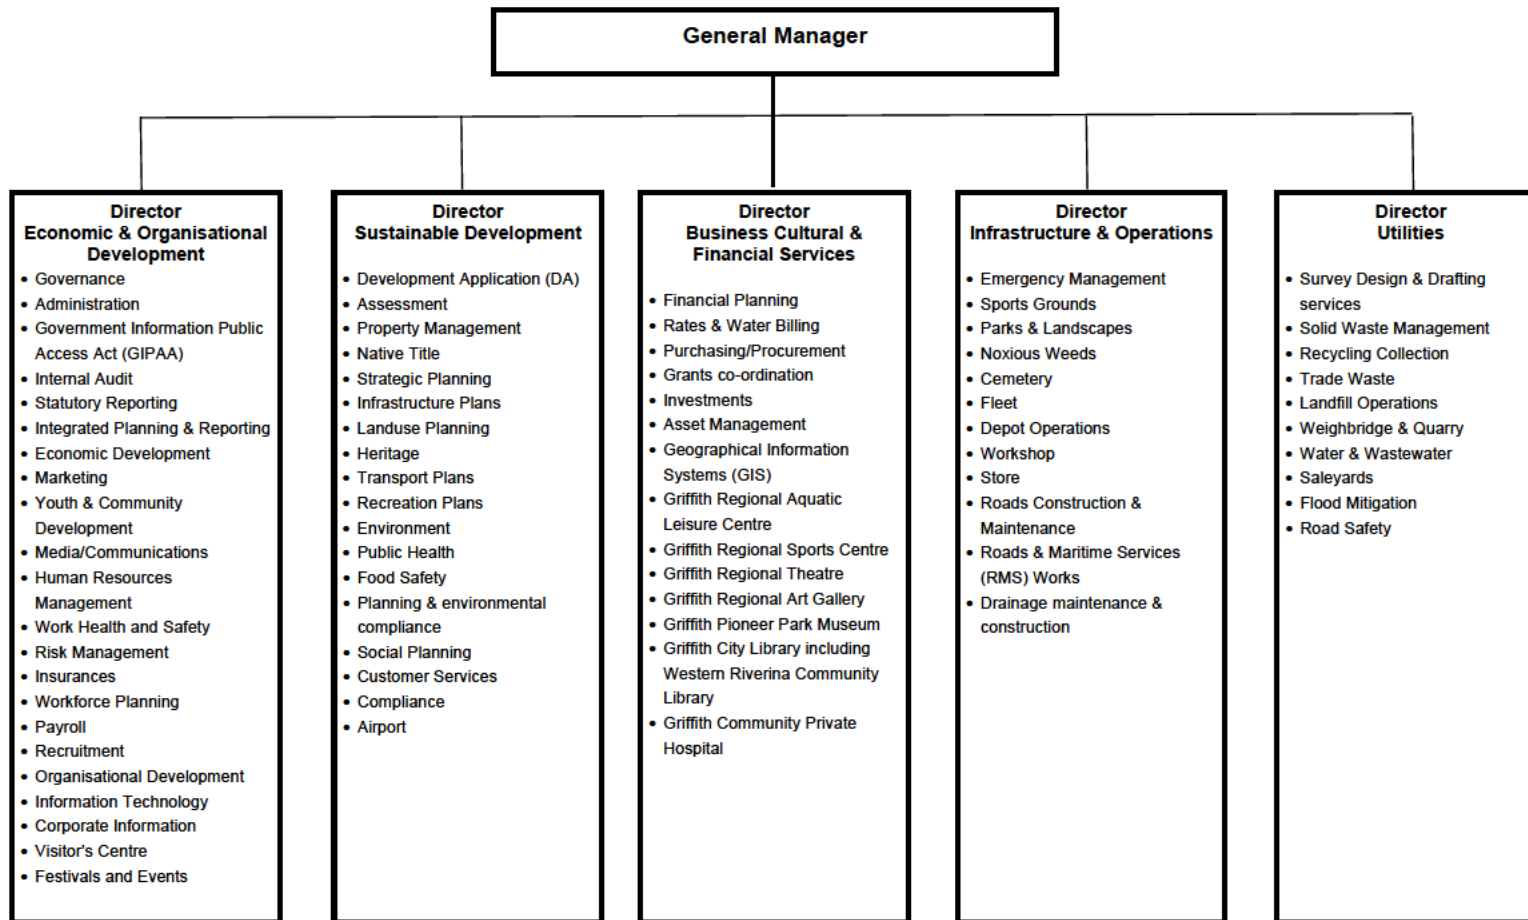 General Manager
Director
Economic & Organisational
Development
• Governance
• Administration
• Government Information Public
Access Act (GIPAA)
• Internal Audit
• Statutory Reporting
• Integrated Planning & Reporting
• Economic Development
• Marketing
• Youth & Community
Development
• Media/Communications
• Human Resources
Management
• Work Health and Safety
• Risk Management
• Insurances
• Workforce Planning
• Payroll
• Recruitment
• Organisational Development
• Information Technology
• Corporate Information
• Visitor's Centre
• Festivals and Events
Director
Sustainable Development
• Development Application (DA)
• Assessment
• Property Management
• Native Title
• Strategic Planning
• Infrastructure Plans
• Landuse Planning
• Heritage
• Transport Plans
• Recreation Plans
• Environment
• Public Health
• Food Safety
• Planning & environmental
compliance
• Social Planning
• Customer Services
• Compliance
• Airport
Director
Business Cultural &
Financial Services
• Financial Planning
• Rates & Water Billing
• Purchasing/Procurement
• Grants co-ordination
• Investments
• Asset Management
• Geographical Information
Systems (GIS)
• Griffith Regional Aquatic
Leisure Centre
• Griffith Regional Sports Centre
• Griffith Regional Theatre
• Griffith Regional Art Gallery
• Griffith Pioneer Park Museum
• Griffith City Library including
Western Riverina Community
Library
• Griffith Community Private
Hospital
Director
Infrastructure & Operations
• Emergency Management
• Sports Grounds
• Parks & Landscapes
• Noxious Weeds
• Cemetery
• Fleet
• Depot Operations
• Workshop
• Store
• Roads Construction &
Maintenance
• Roads & Maritime Services
(RMS) Works
• Drainage maintenance &
construction
Director
Utilities
• Survey Design & Drafting
services
• Solid Waste Management
• Recycling Collection
• Trade Waste
• Landfill Operations
• Weighbridge & Quarry
• Water & Wastewater
• Saleyards
• Flood Mitigation
• Road Safety